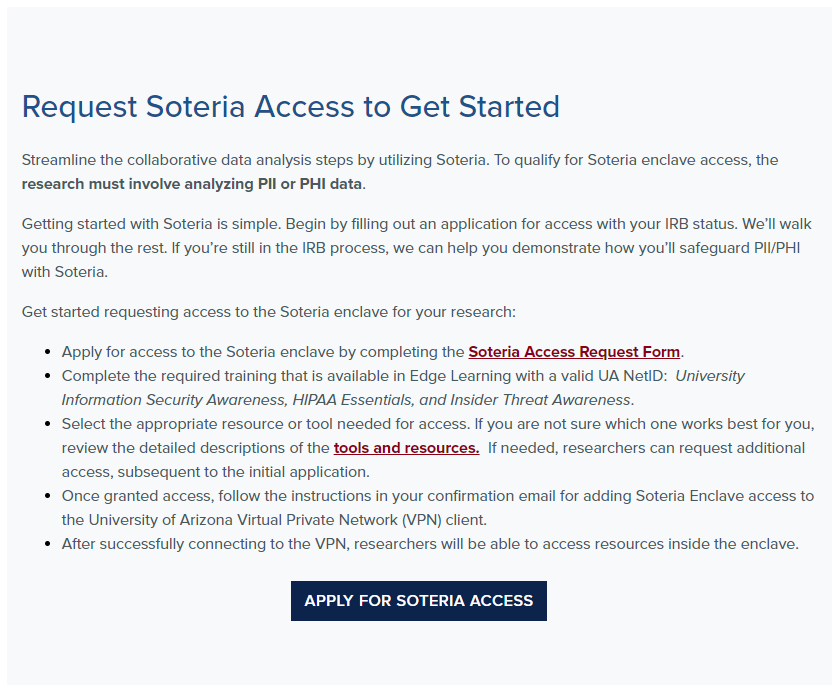 Request Soteria Access to Get Started
Streamline the collaborative data analysis steps by utilizing Soteria. To qualify for Soteria enclave access, the
research must involve analyzing PII or PHI data.
Getting started with Soteria is simple. Begin by filling out an application for access with your IRB status. We’ll walk
you through the rest. If you’re still in the IRB process, we can help you demonstrate how you’ll safeguard PII/PHI
with Soteria.
Get started requesting access to the Soteria enclave for your research:
• Apply for access to the Soteria enclave by completing the Soteria Access Request Form.
• Complete the required training that is available in Edge Learning with a valid UA NetID: University
Information Security Awareness, HIPAA Essentials, and Insider Threat Awareness.
• Select the appropriate resource or tool needed for access. If you are not sure which one works best for you,
review the detailed descriptions of the tools and resources. If needed, researchers can request additional
access, subsequent to the initial application.
• Once granted access, follow the instructions in your confirmation email for adding Soteria Enclave access to
the University of Arizona Virtual Private Network (VPN) client.
• After successfully connecting to the VPN, researchers will be able to access resources inside the enclave.
APPLY FOR SOTERIA ACCESS